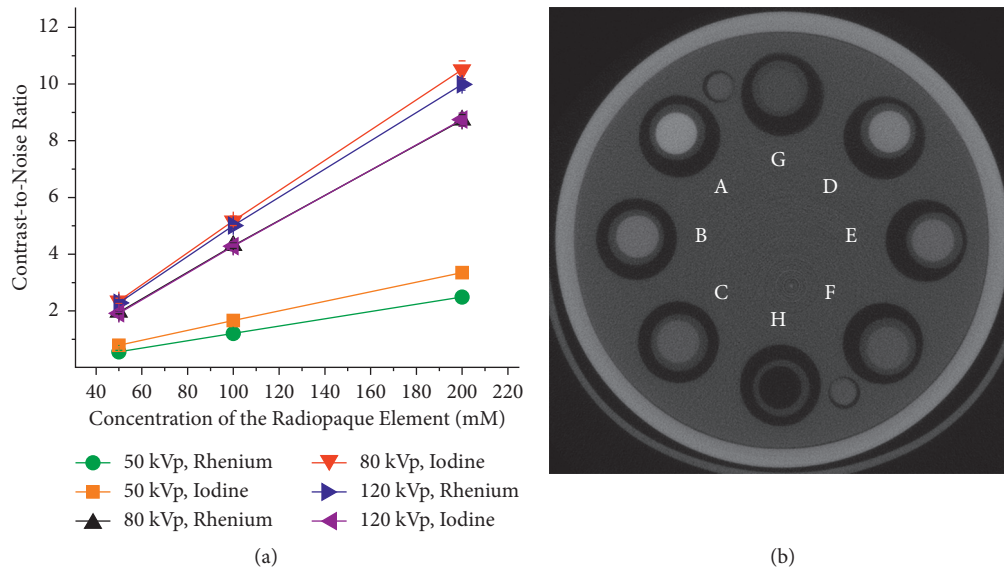 12
10
8
6
4
2
Contrast-to-Noise Ratio
40 60 80 100 120 140 160 180 200 220
Concentration of the Radiopaque Element (mM)
50 kVp, Rhenium
50 kVp, Iodine
80 kVp, Rhenium
80 kVp, Iodine
120 kVp, Rhenium
120 kVp, Iodine
(a)
G
A D
B E
C F
H
(b)